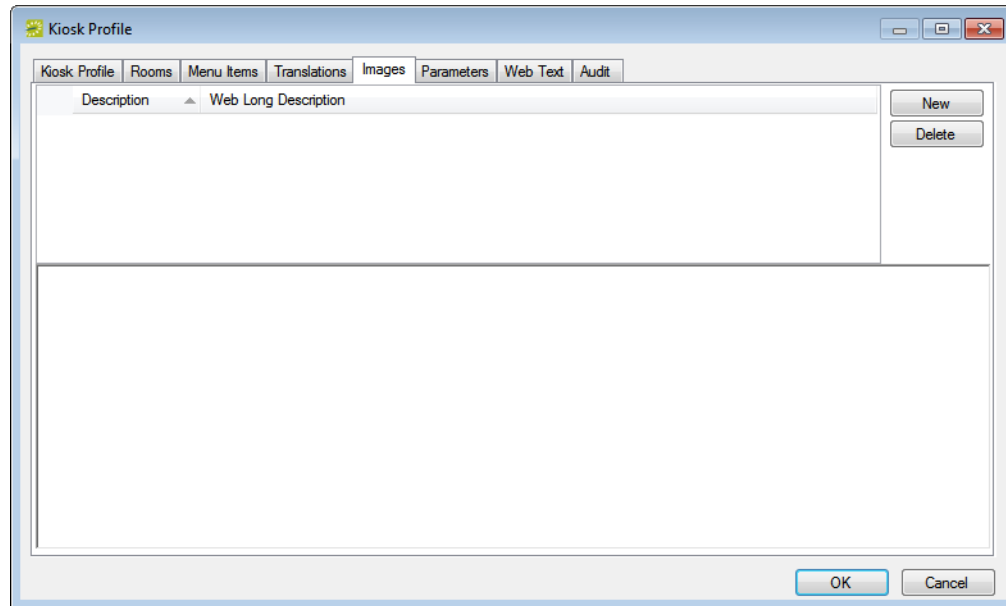 Kiosk Profile
Kiosk Profile Rooms Menu Items Translations Images Parameters Web Text Audit
Description Web Long Description
New
Delete
OK Cancel